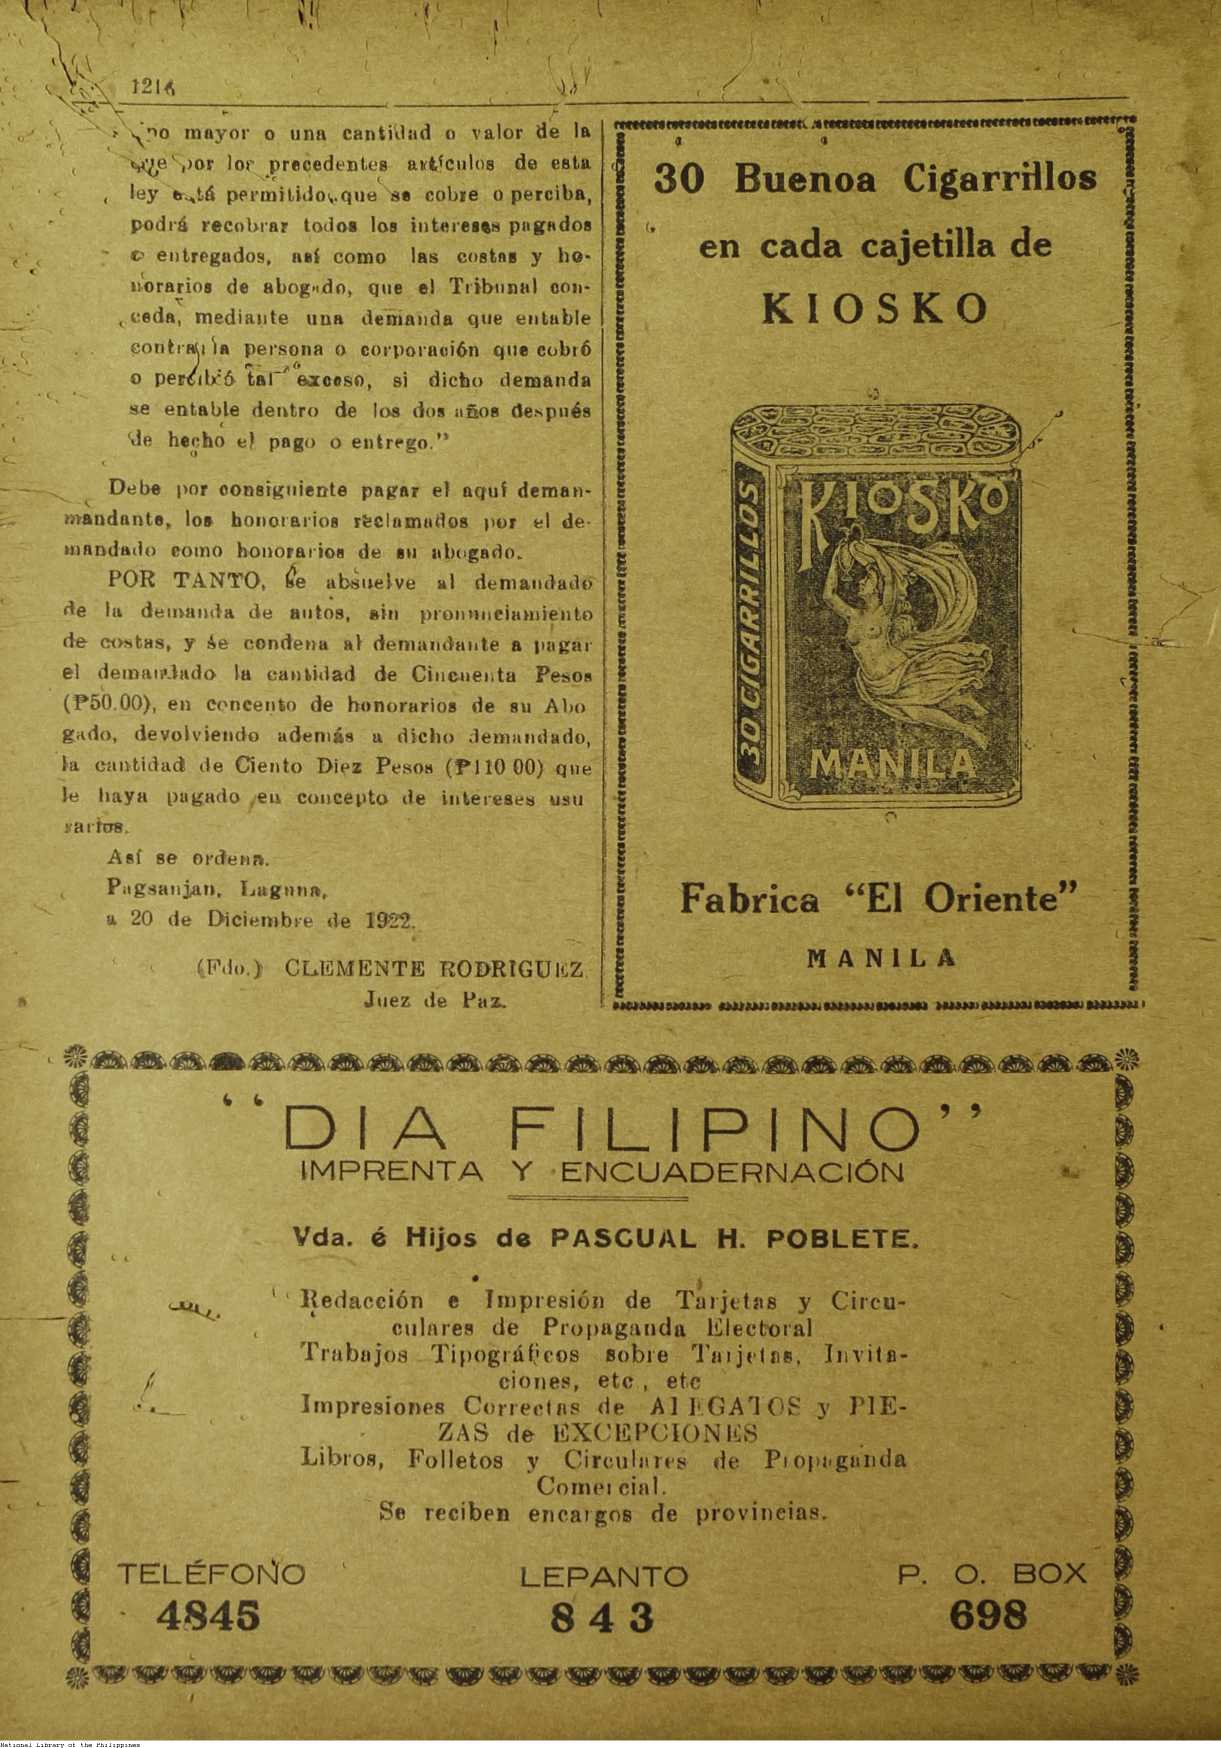 1214
no mayor o una cantidad o valor de la
que por los precedentes artículos de esta
ley está permitido que se cobre o perciba,
podrá recobrar todos los intereses pagados
o entregados, así como las costas y ho-
norarios de abogado, que el Tribunal con-
ceda, mediante una demanda que entable
contra la persona o corporación que cobró
o percibió tal exceso, si dicho demanda
se entable dentro de los dos años después
de hecho el pago o entrego.”
Debe por consiguiente pagar el aquí deman-
mandante, los honorarios reclamados por el de-
mandado como honorarios de su abogado.
POR TANTO, se absuelve al demandado
de la demanda de autos, sin pronunciamiento
de costas, y se condena al demandante a pagar
el demandado la cantidad de Cincuenta Pesos
(₱50.00), en concento de honorarios de su Abo
gado, devolviendo además a dicho demandado,
la cantidad de Ciento Diez Pesos (₱110 00) que
le haya pagado en concepto de intereses usu
rarios.
Así se ordena.
Pagsanjan, Laguna,
a 20 de Diciembre de 1922.
(Fdo.) CLEMENTE RODRIGUEZ
Juez de Paz.
30 Buenoa Cigarrillos
en cada cajetilla de
KIOSKO
30 CIGARRILLOS
KIOSKO
MANILA
Fabrica “El Oriente”
MANILA
“DIA FILIPINO”
IMPRENTA Y ENCUADERNACIÓN
Vda. é Hijos de PASCUAL H. POBLETE.
Redacción e Impresión de Tarjetas y Circu-
culares de Propaganda Electoral
Trabajos Tipográficos sobre Tarjetas, Invita-
ciones, etc , etc
Impresiones Correctas de ALEGATOS y PIE-
ZAS de EXCEPCIONES
Libros, Folletos y Circulares de Propaganda
Comercial.
Se reciben encargos de provincias.
TELÉFONO
4845
LEPANTO
843
P. O. BOX
698
National Library of the Philippines